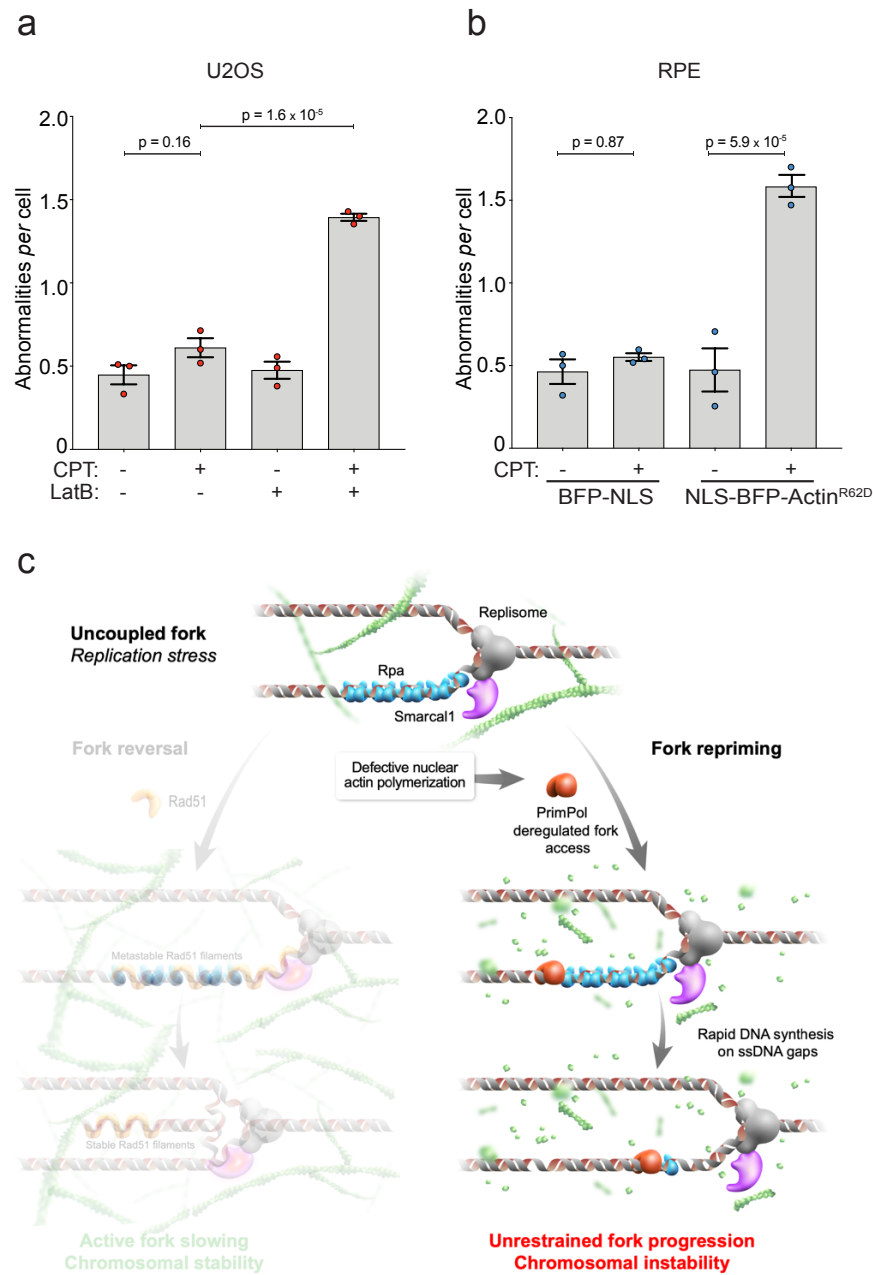 a
U2OS
Abnormalities per cell
2.0
1.5
1.0
0.5
0
p = 0.16
p = 1.6 x 10-5
CPT: - + - +
LatB: - - + +
b
RPE
Abnormalities per cell
2.0
1.5
1.0
0.5
0
p = 0.87
p = 5.9 x 10-5
CPT: - + - +
BFP-NLS NLS-BFP-ActinR62D
c
Uncoupled fork
Replication stress
Replisome
Rpa
Smarcal1
Fork reversal
Rad51
Defective nuclear
actin polymerization
Fork repriming
PrimPol
deregulated fork
access
Metastable Rad51 filaments
Rapid DNA synthesis
on ssDNA gaps
Stable Rad51 filaments
Active fork slowing
Chromosomal stability
Unrestrained fork progression
Chromosomal instability